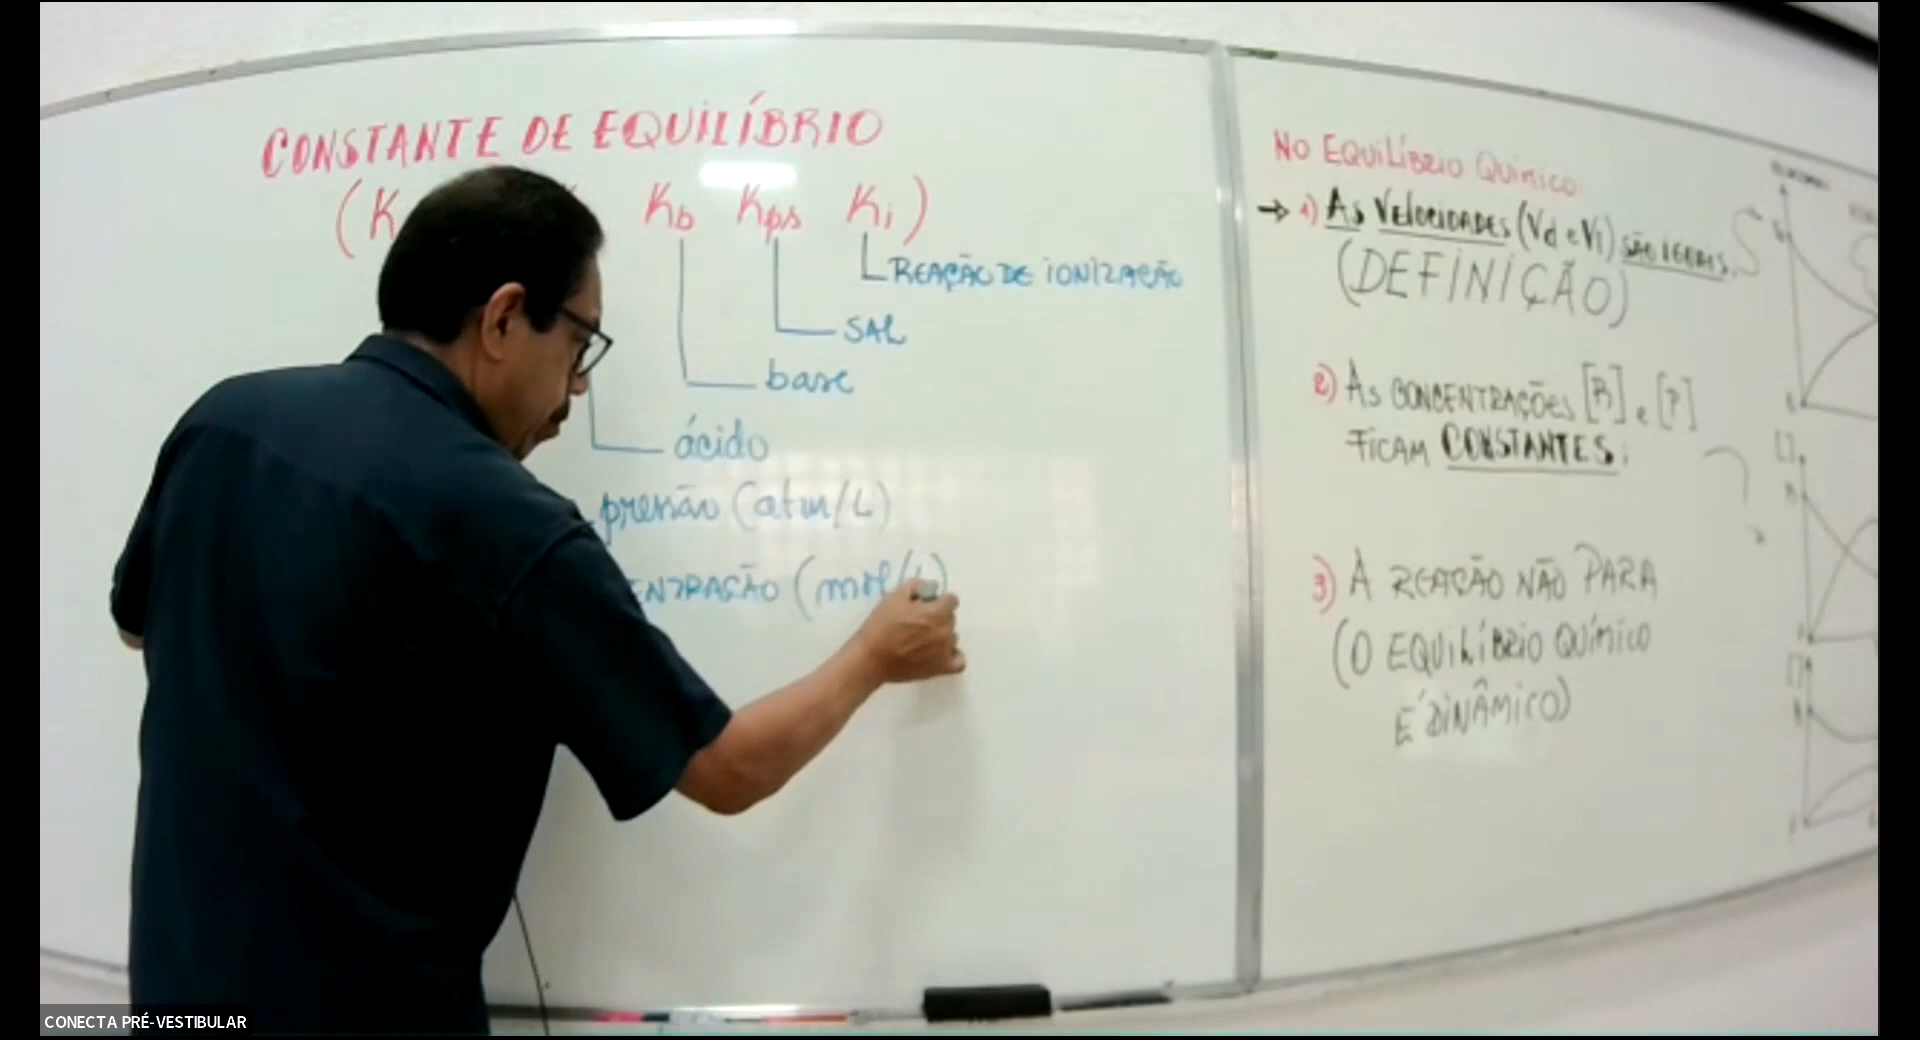 CONSTANTE DE EQUILÍBRIO
(K Kb Kps Ki)
REAÇÃO DE IONIZAÇÃO
SAL
base
ácido
pressão (atm/L)
ENTRAÇÃO (mol/L)
NO EQUILÍBRIO QUÍMICO
→ 1) AS VELOCIDADES (Vd e Vi) SÃO IGUAIS.
(DEFINIÇÃO)
2) AS CONCENTRAÇÕES [R] e [P]
FICAM CONSTANTES;
3) A REAÇÃO NÃO PARA
(O EQUILÍBRIO QUÍMICO
É DINÂMICO)
CONECTA PRÉ-VESTIBULAR